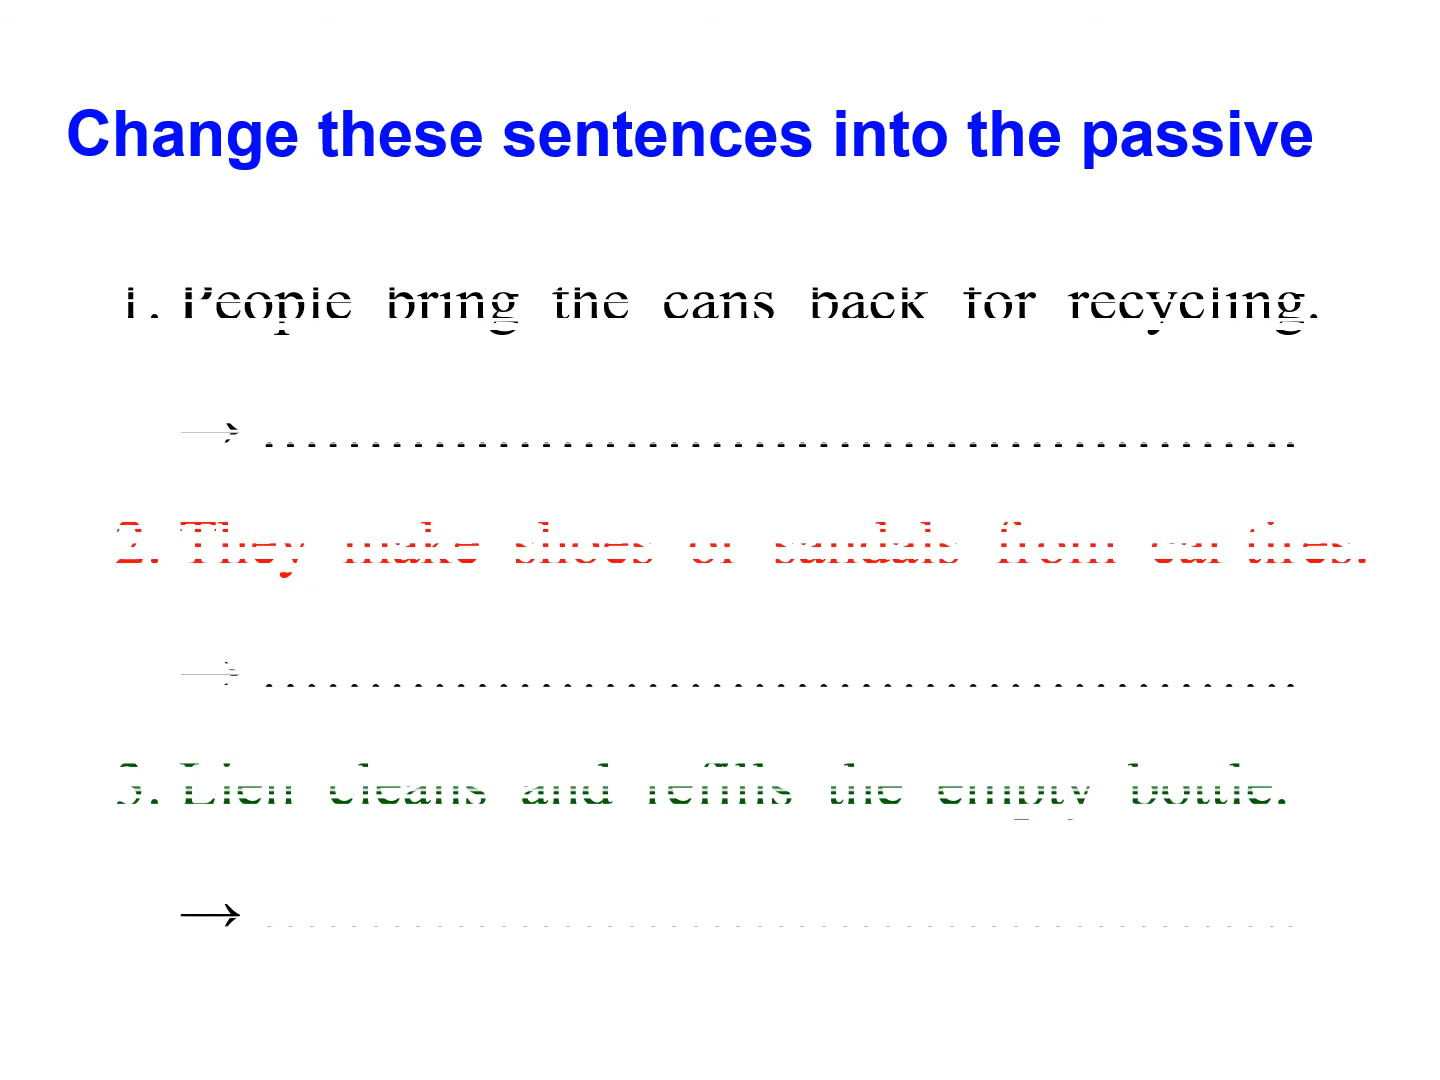 Change these sentences into the passive
1. People bring the cans back for recycling.
→ .................................................
2. They make shoes or sandals from car tires.
→ .................................................
3. Lien cleans and refills the empty bottle.
→ .................................................